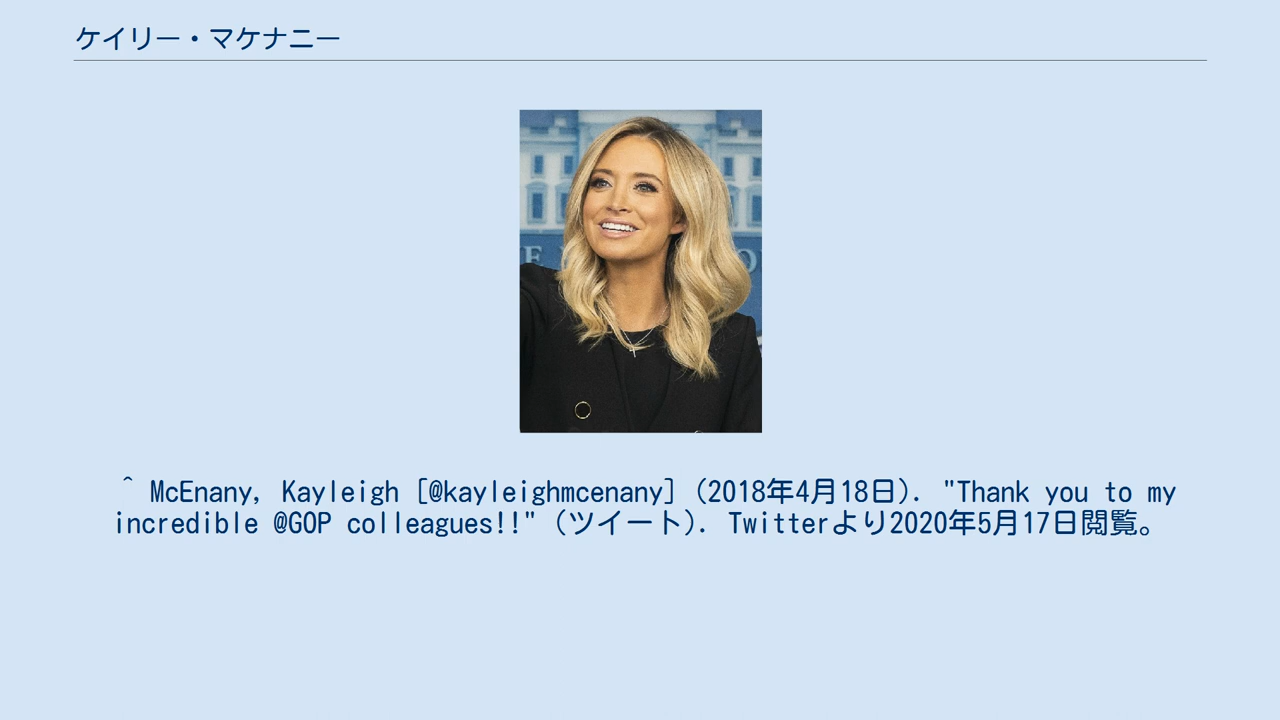 ケイリー・マケナニー
^ McEnany, Kayleigh [@kayleighmcenany] (2018年4月18日). "Thank you to my
incredible @GOP colleagues!!" (ツイート). Twitterより2020年5月17日閲覧。